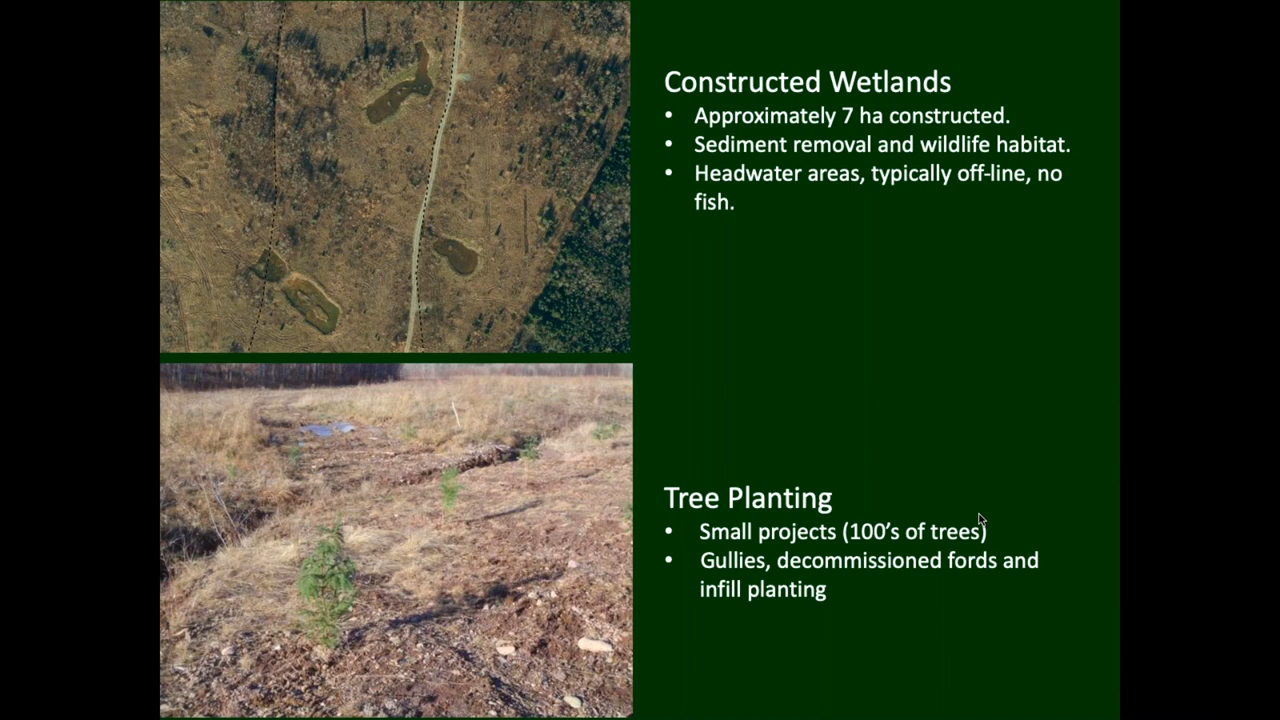 Constructed Wetlands
• Approximately 7 ha constructed.
• Sediment removal and wildlife habitat.
• Headwater areas, typically off-line, no
fish.
Tree Planting
• Small projects (100’s of trees)
• Gullies, decommissioned fords and
infill planting